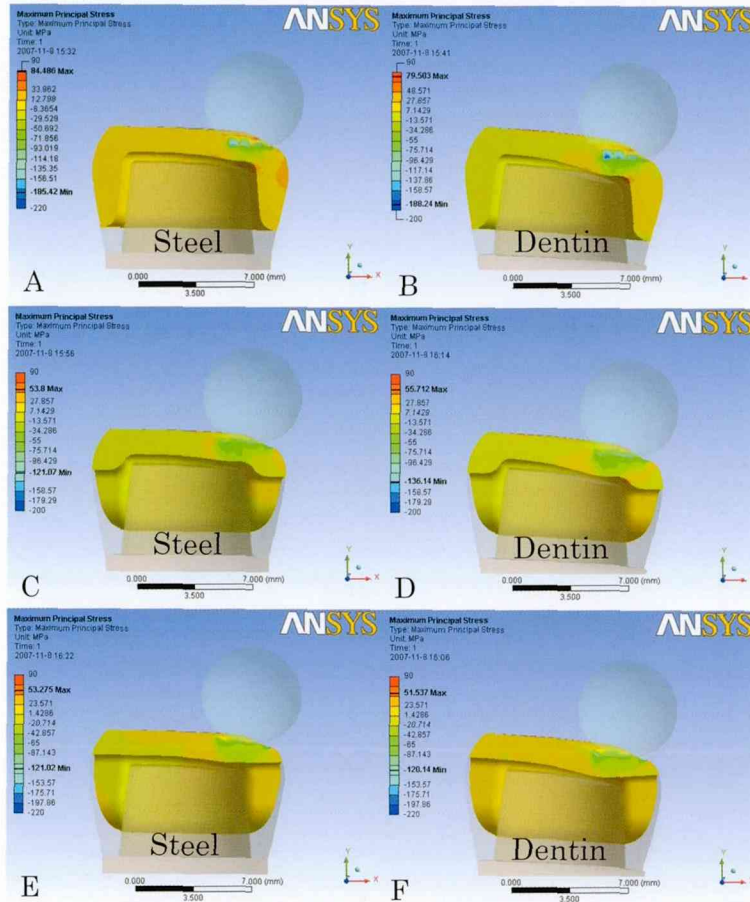 Maximum Principal Stress
Type: Maximum Principal Stress
Unit: MPa
Time: 1
2007-11-8 15:32
ANSYS
90
84.486 Max
33.862
12.798
-8.3654
-29.528
-50.692
-71.856
-93.019
-114.18
-135.35
-156.51
-185.42 Min
-220
Steel
0.000
7.000 (mm)
3.500
Y
X
A
Maximum Principal Stress
Type: Maximum Principal Stress
Unit: MPa
Time: 1
2007-11-8 15:41
ANSYS
90
79.503 Max
48.571
27.857
7.1429
-13.571
-34.286
-55
-75.714
-96.429
-117.14
-137.86
-158.57
-188.24 Min
-200
Dentin
0.000
7.000 (mm)
3.500
Y
X
B
Maximum Principal Stress
Type: Maximum Principal Stress
Unit: MPa
Time: 1
2007-11-8 15:56
ANSYS
90
53.8 Max
27.857
7.1429
-13.571
-34.286
-55
-75.714
-96.429
-121.07 Min
-158.57
-179.29
-200
Steel
0.000
7.000 (mm)
3.500
Y
X
C
Maximum Principal Stress
Type: Maximum Principal Stress
Unit: MPa
Time: 1
2007-11-8 16:14
ANSYS
90
55.712 Max
27.857
7.1429
-13.571
-34.286
-55
-75.714
-96.429
-136.14 Min
-158.57
-179.29
-200
Dentin
0.000
7.000 (mm)
3.500
Y
X
D
Maximum Principal Stress
Type: Maximum Principal Stress
Unit: MPa
Time: 1
2007-11-8 16:22
ANSYS
90
53.275 Max
23.571
1.4286
-20.714
-42.857
-65
-87.143
-121.02 Min
-153.57
-175.71
-197.86
-220
Steel
0.000
7.000 (mm)
3.500
Y
X
E
Maximum Principal Stress
Type: Maximum Principal Stress
Unit: MPa
Time: 1
2007-11-8 16:06
ANSYS
90
51.537 Max
23.571
1.4286
-20.714
-42.857
-65
-87.143
-120.14 Min
-153.57
-175.71
-197.86
-220
Dentin
0.000
7.000 (mm)
3.500
Y
X
F